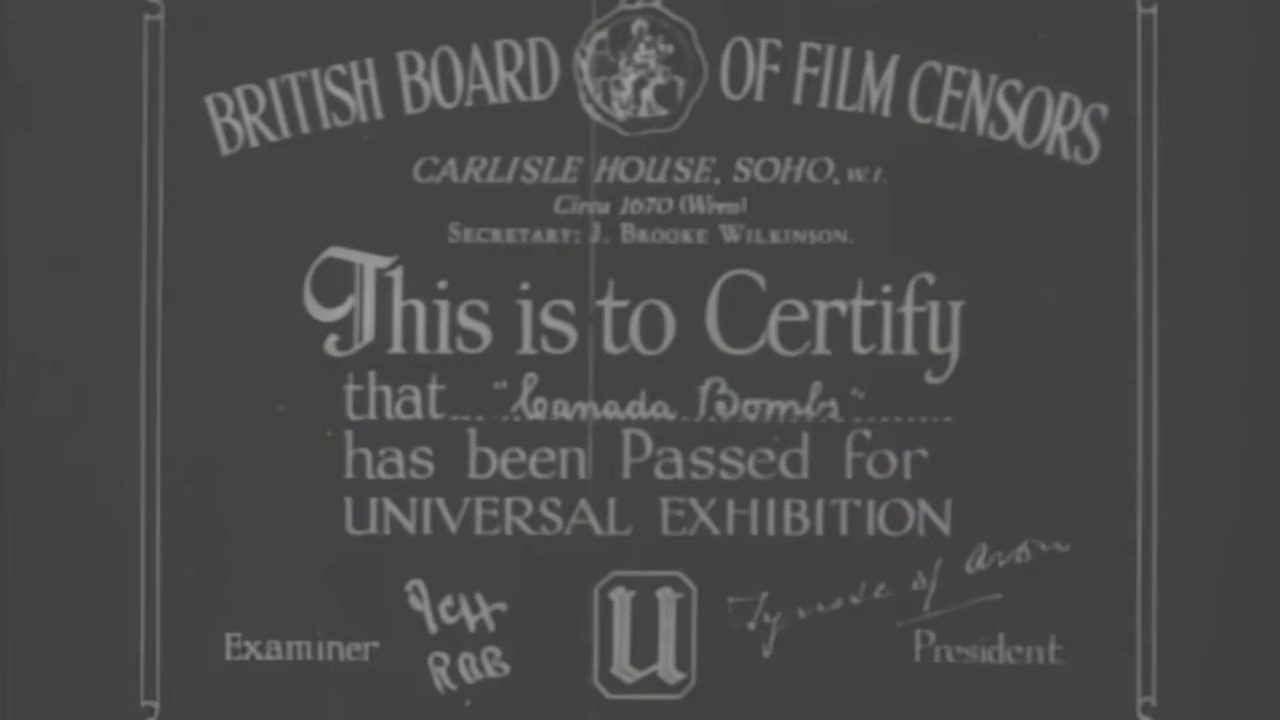 BRITISH BOARD OF FILM CENSORS
CARLISLE HOUSE, SOHO. W.1.
Circa 1670 (Wren)
SECRETARY: J. BROOKE WILKINSON.
This is to Certify
that "Canada Bombs"
has been Passed for
UNIVERSAL EXHIBITION
U
Examiner
RBB
President